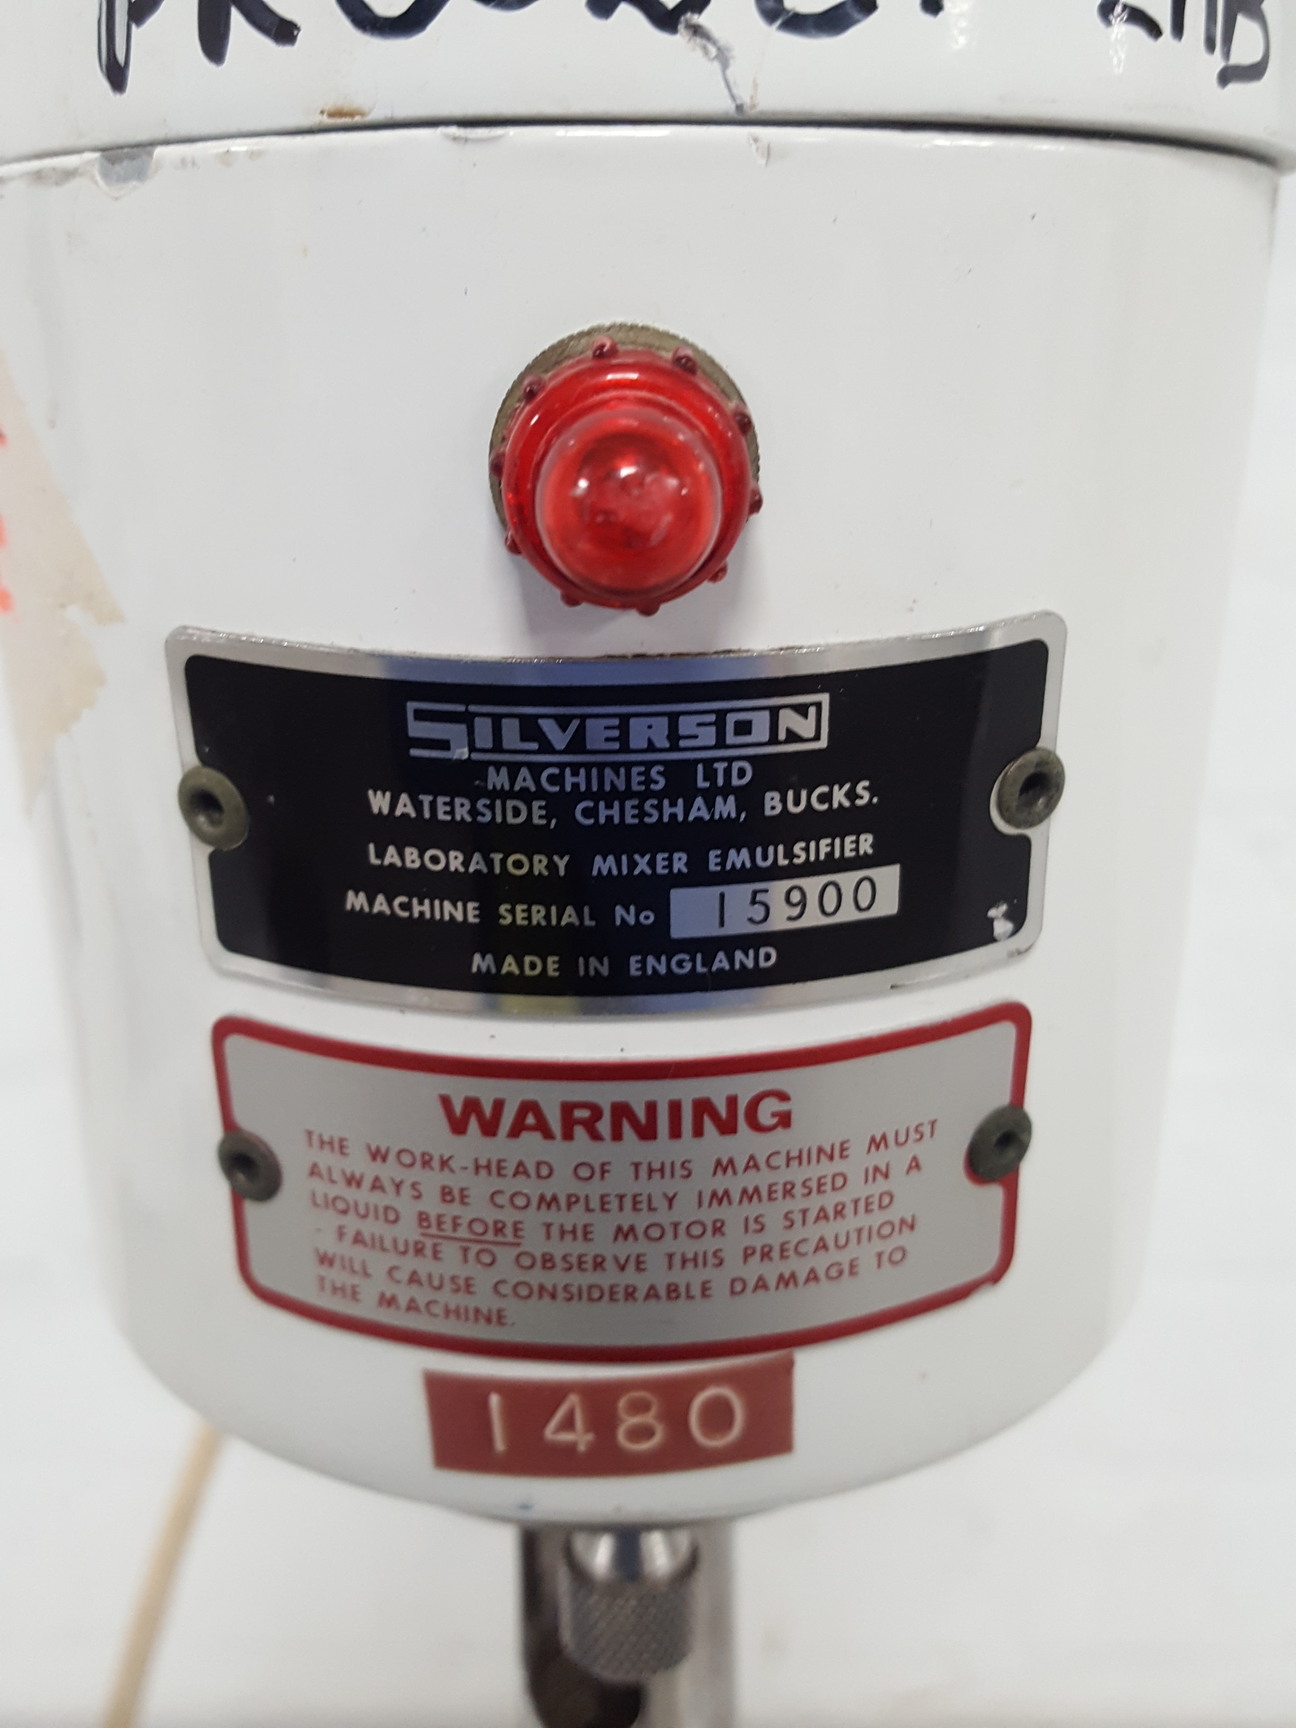 PRODUCT LAB
SILVERSON
MACHINES LTD
WATERSIDE, CHESHAM, BUCKS.
LABORATORY MIXER EMULSIFIER
MACHINE SERIAL No 15900
MADE IN ENGLAND
WARNING
THE WORK-HEAD OF THIS MACHINE MUST
ALWAYS BE COMPLETELY IMMERSED IN A
LIQUID BEFORE THE MOTOR IS STARTED
- FAILURE TO OBSERVE THIS PRECAUTION
WILL CAUSE CONSIDERABLE DAMAGE TO
THE MACHINE.
1480